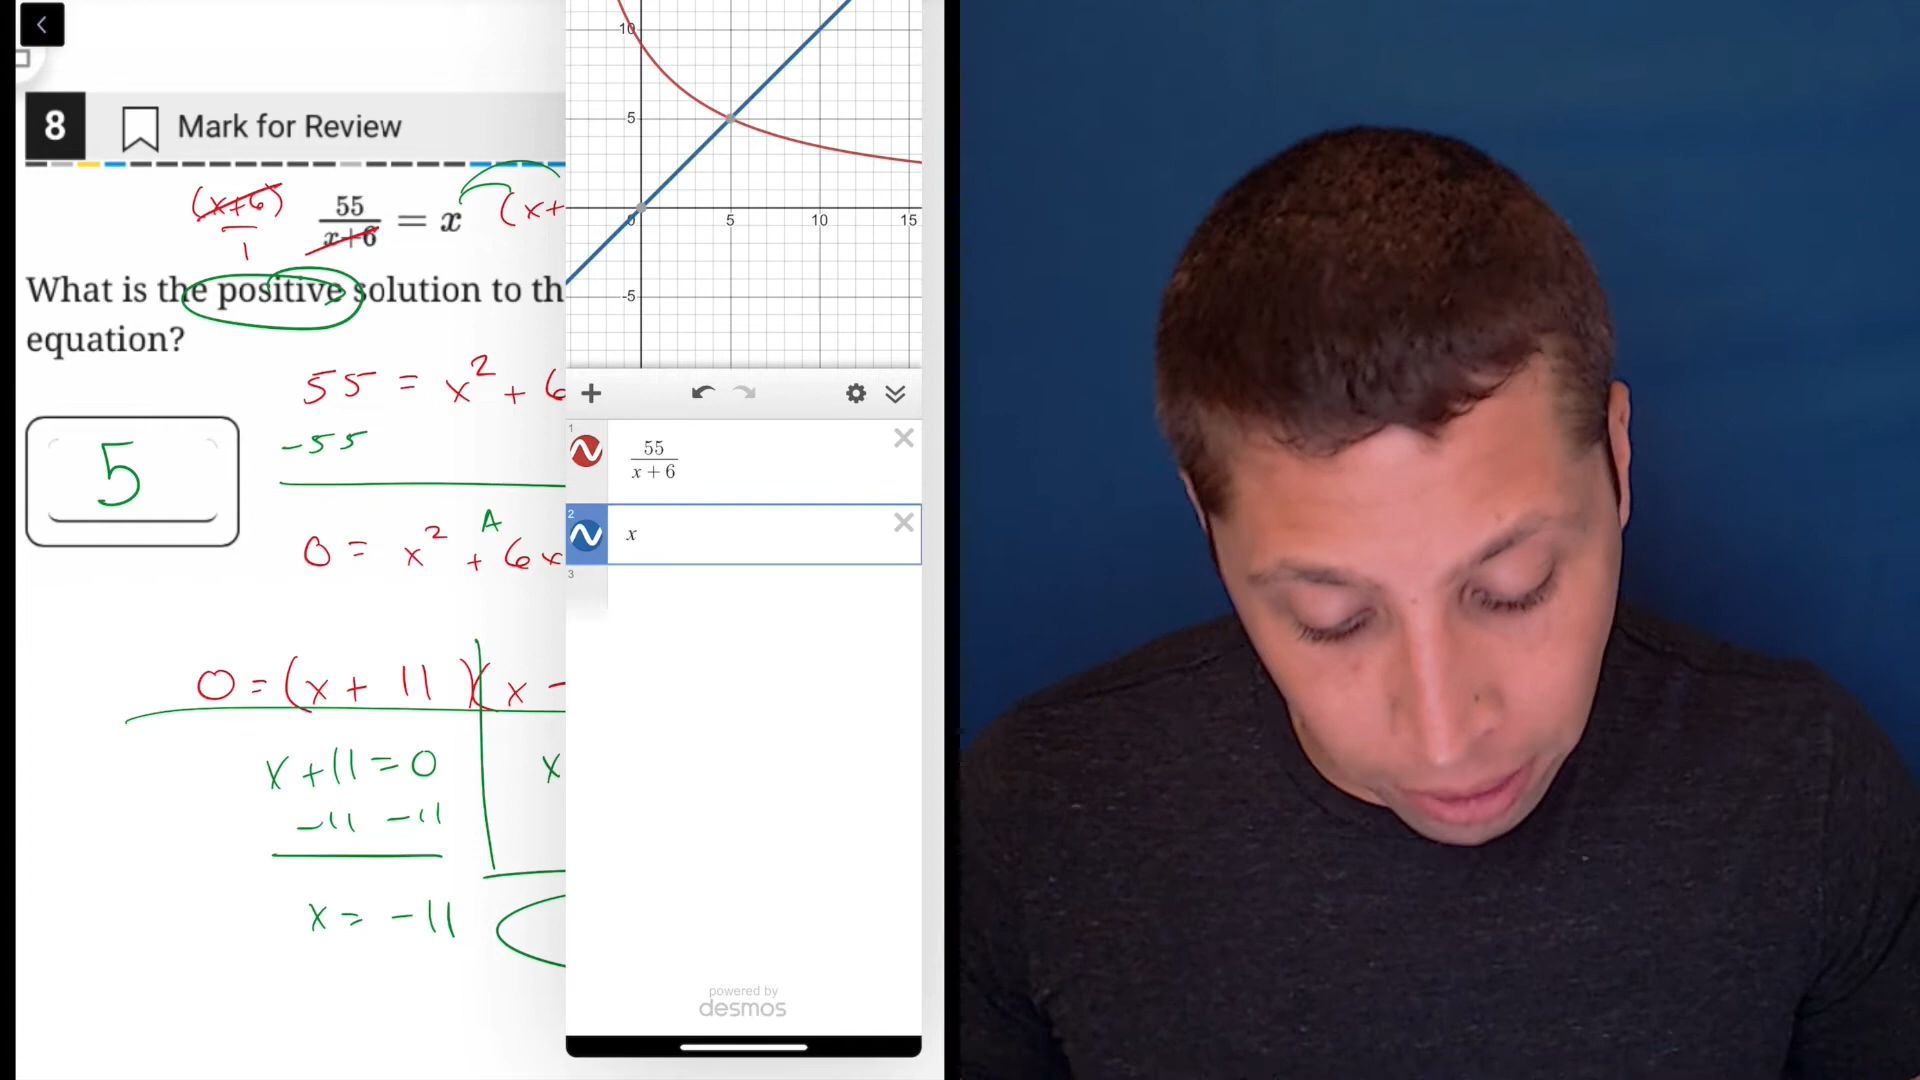 8 Mark for Review
(x+6)
1
55
x+6
= x (x+
What is the positive solution to th
equation?
55 = x² + 6
-55
5
A
0 = x² + 6x
0 = (x + 11)(x -
x + 11 = 0
x
-11 -11
x = -11
10
5
0 5 10 15
-5
1
55
x + 6
2
x
3
powered by
desmos